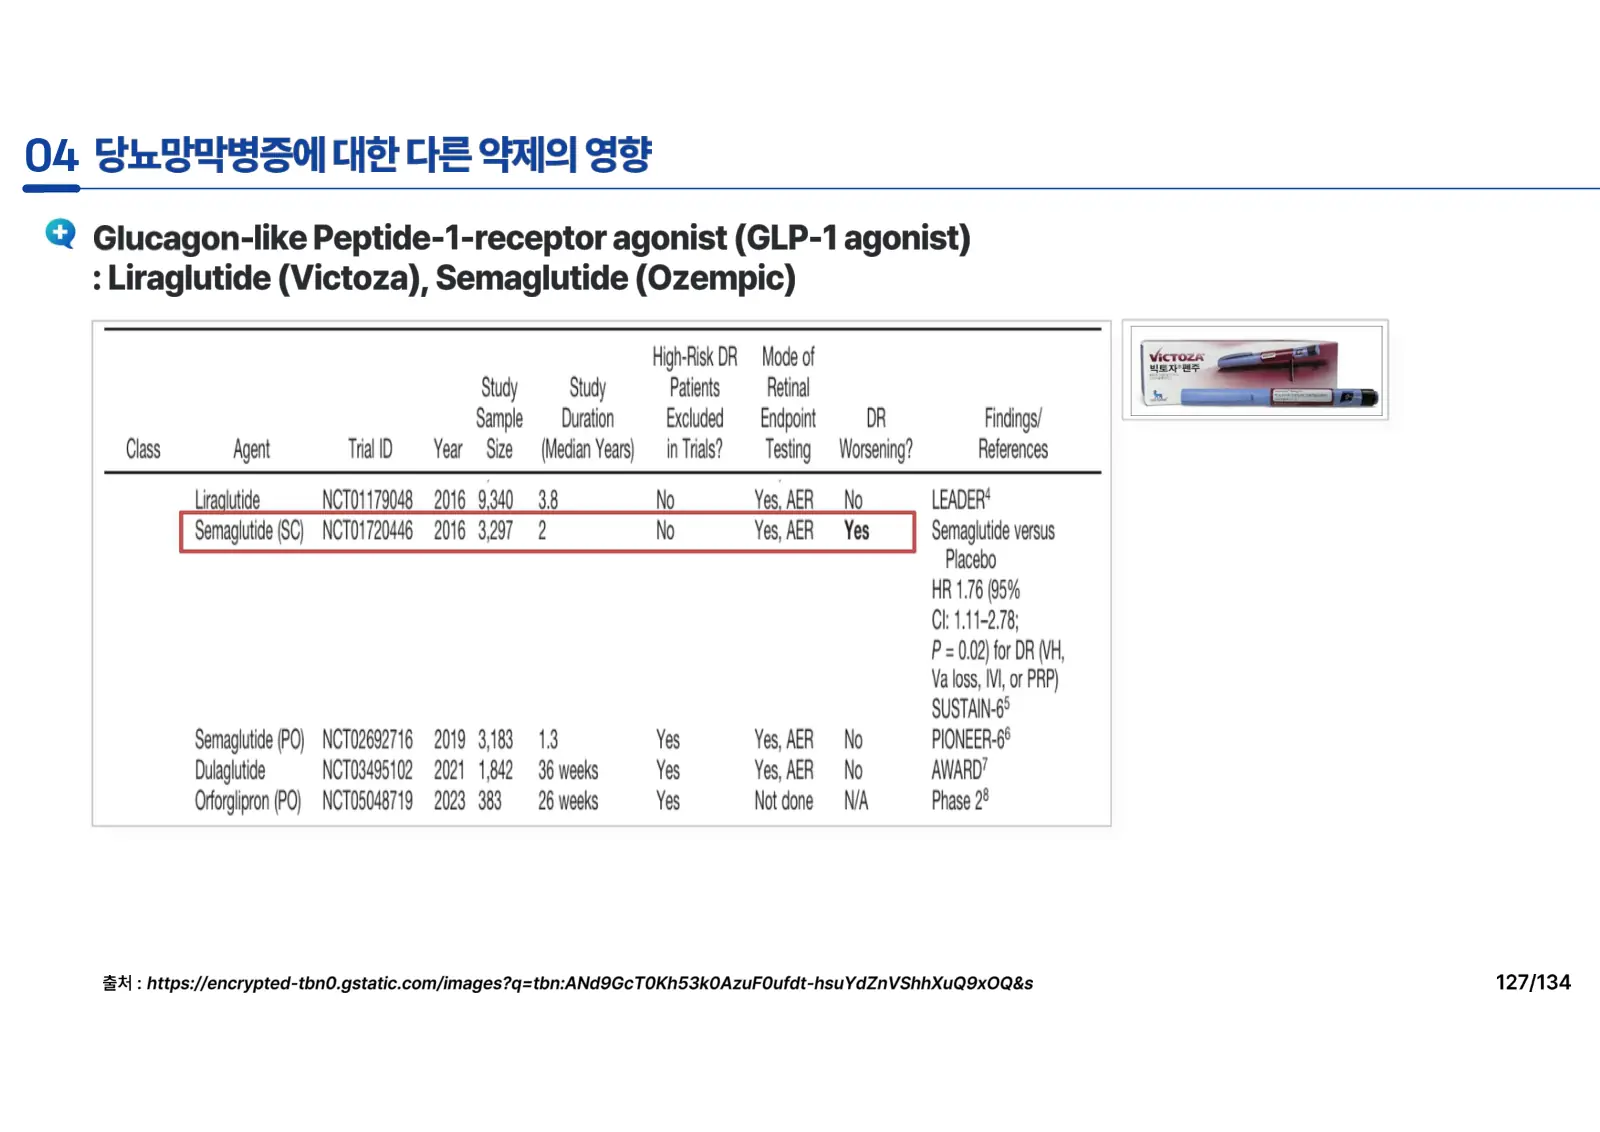 04 당뇨망막병증에 대한 다른 약제의 영향
Glucagon-like Peptide-1-receptor agonist (GLP-1 agonist)
: Liraglutide (Victoza), Semaglutide (Ozempic)
Class Agent Trial ID Year Study Sample Size Study Duration (Median Years) High-Risk DR Patients Excluded in Trials? Mode of Retinal Endpoint Testing DR Worsening? Findings/ References
Liraglutide NCT01179048 2016 9,340 3.8 No Yes, AER No LEADER4
Semaglutide (SC) NCT01720446 2016 3,297 2 No Yes, AER Yes Semaglutide versus
Placebo
HR 1.76 (95%
CI: 1.11–2.78;
P = 0.02) for DR (VH,
Va loss, IVI, or PRP)
SUSTAIN-65
Semaglutide (PO) NCT02692716 2019 3,183 1.3 Yes Yes, AER No PIONEER-66
Dulaglutide NCT03495102 2021 1,842 36 weeks Yes Yes, AER No AWARD7
Orforglipron (PO) NCT05048719 2023 383 26 weeks Yes Not done N/A Phase 28
VICTOZA
빅토자 펜주
출처 : https://encrypted-tbn0.gstatic.com/images?q=tbn:ANd9GcT0Kh53k0AzuF0ufdt-hsuYdZnVShhXuQ9xOQ&s
127/134